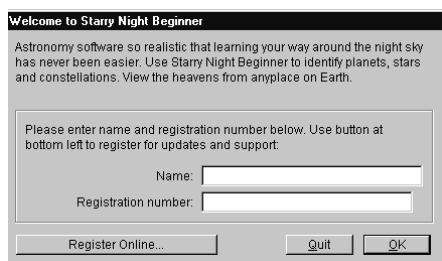 Welcome to Starry Night Beginner
Astronomy software so realistic that learning your way around the night sky
has never been easier. Use Starry Night Beginner to identify planets, stars
and constellations. View the heavens from anyplace on Earth.
Please enter name and registration number below. Use button at
bottom left to register for updates and support:
Name:
Registration number:
Register Online... Quit OK